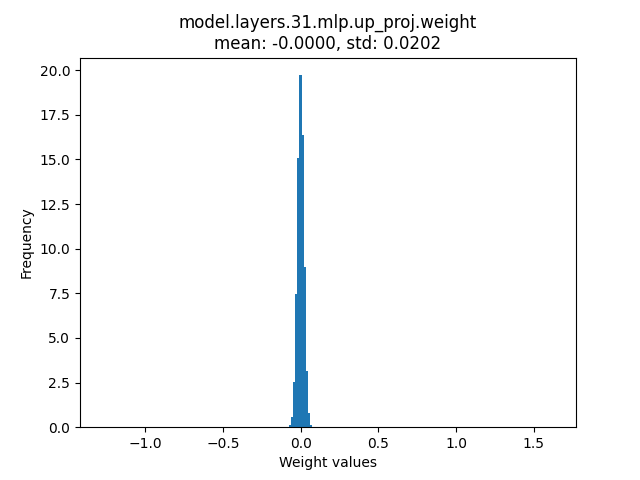 model.layers.31.mlp.up_proj.weight
mean: -0.0000, std: 0.0202
20.0
17.5
15.0
12.5
10.0
7.5
5.0
2.5
0.0
Frequency
−1.0 −0.5 0.0 0.5 1.0 1.5
Weight values